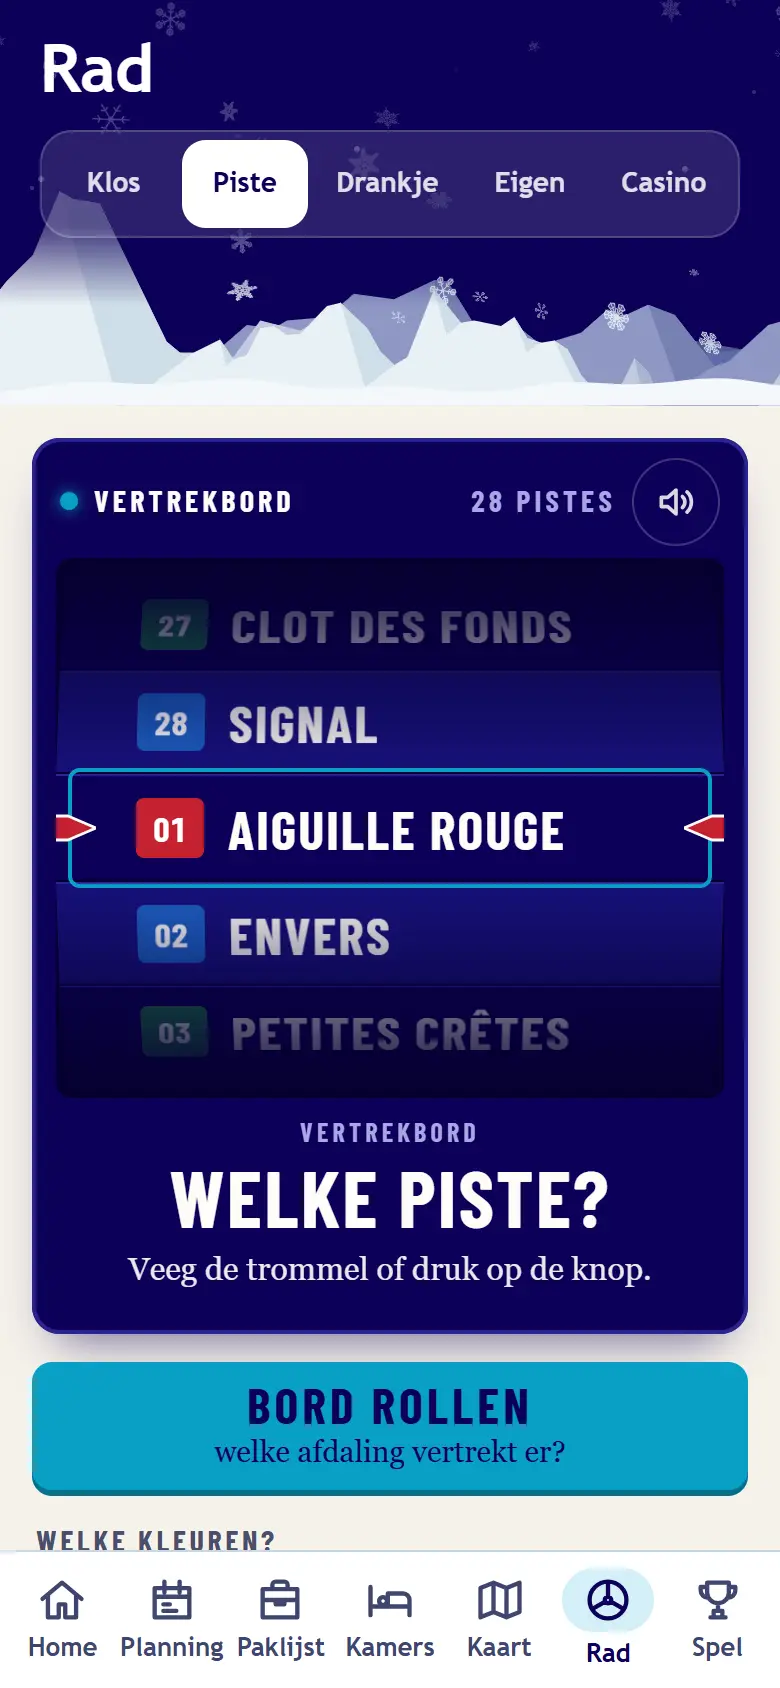 Rad
Klos Piste Drankje Eigen Casino
VERTREKBORD 28 PISTES
27 CLOT DES FONDS
28 SIGNAL
01 AIGUILLE ROUGE
02 ENVERS
03 PETITES CRÊTES
VERTREKBORD
WELKE PISTE?
Veeg de trommel of druk op de knop.
BORD ROLLEN
welke afdaling vertrekt er?
WELKE KLEUREN?
Home Planning Paklijst Kamers Kaart Rad Spel